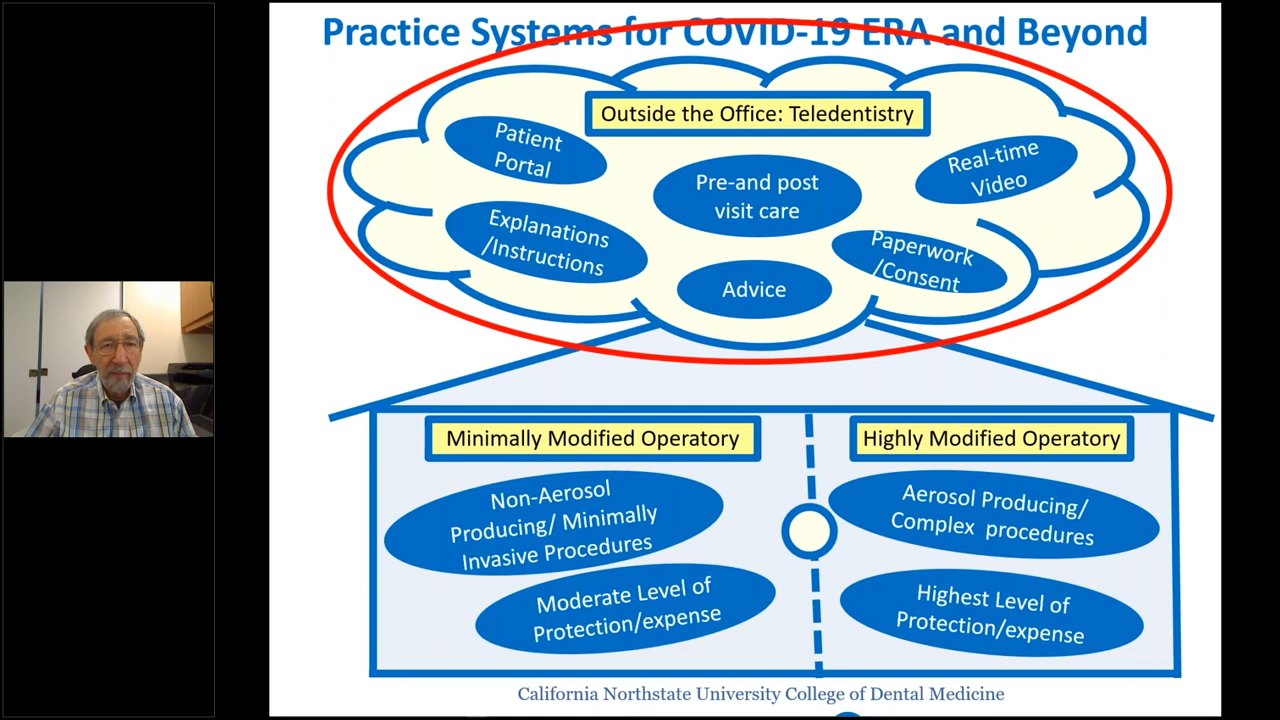 Practice Systems for COVID-19 ERA and Beyond
Outside the Office: Teledentistry
Patient
Portal
Pre-and post
visit care
Real-time
Video
Explanations
/Instructions
Paperwork
/Consent
Advice
Minimally Modified Operatory
Highly Modified Operatory
Non-Aerosol
Producing/ Minimally
Invasive Procedures
Aerosol Producing/
Complex procedures
Moderate Level of
Protection/expense
Highest Level of
Protection/expense
California Northstate University College of Dental Medicine